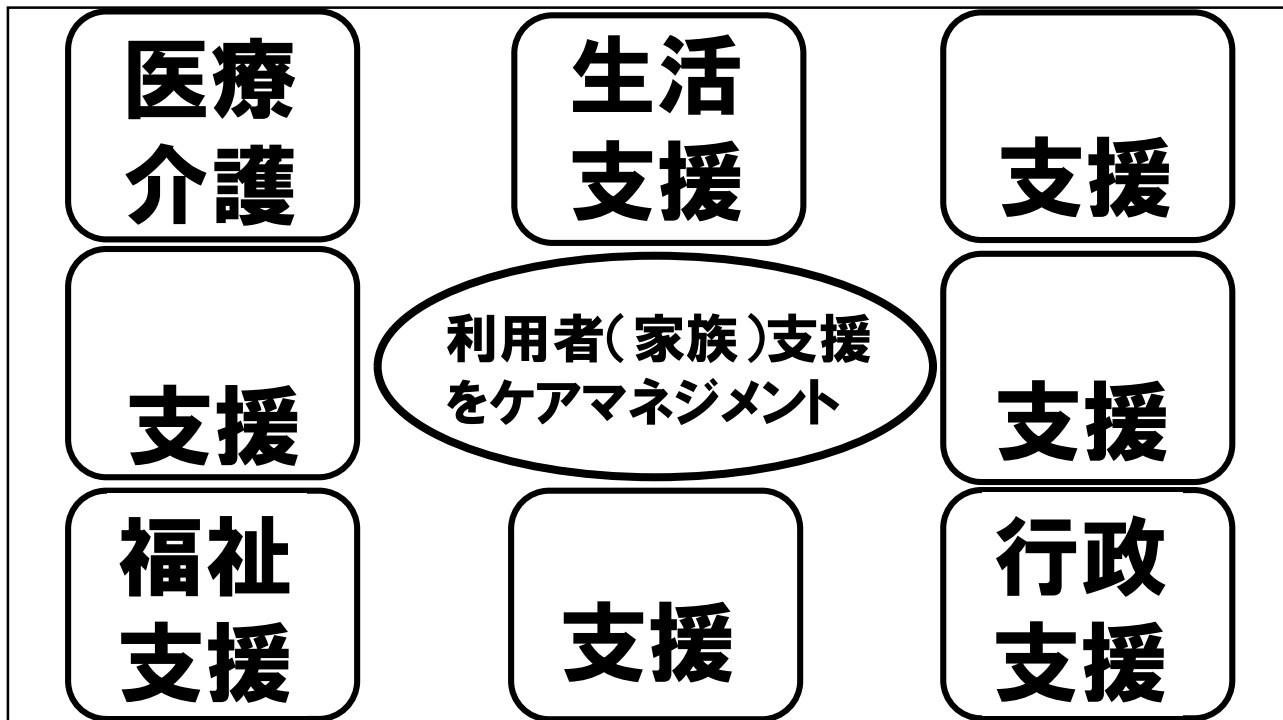 医療
介護
生活
支援
支援
支援
利用者(家族)支援
をケアマネジメント
支援
福祉
支援
支援
行政
支援